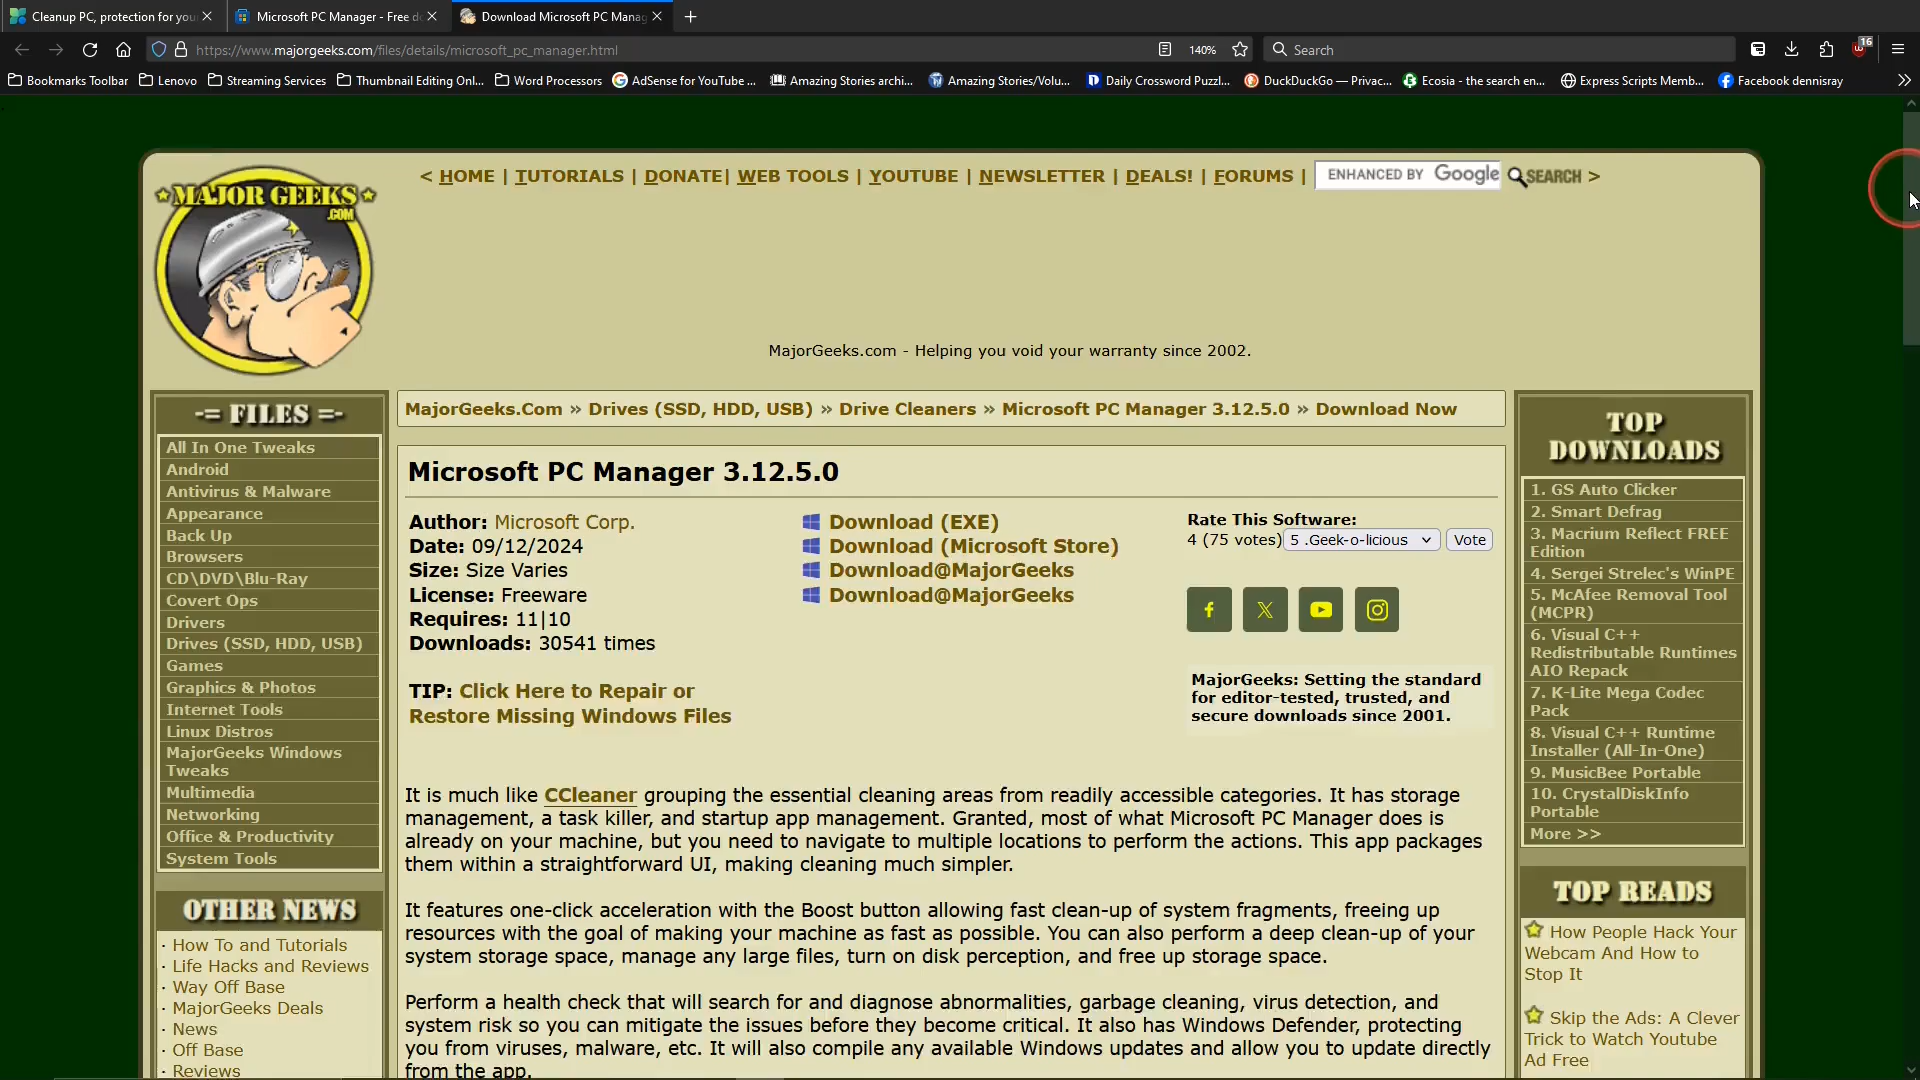 Cleanup PC, protection for you
Microsoft PC Manager - Free d
Download Microsoft PC Manag
https://www.majorgeeks.com/files/details/microsoft_pc_manager.html
140%
Search
16
Bookmarks Toolbar
Lenovo
Streaming Services
Thumbnail Editing Onl...
Word Processors
AdSense for YouTube ...
Amazing Stories archi...
Amazing Stories/Volu...
Daily Crossword Puzzl...
DuckDuckGo — Privac...
Ecosia - the search en...
Express Scripts Memb...
Facebook dennisray
MAJOR GEEKS
.COM
< HOME | TUTORIALS | DONATE| WEB TOOLS | YOUTUBE | NEWSLETTER | DEALS! | FORUMS |
ENHANCED BY Google
SEARCH >
MajorGeeks.com - Helping you void your warranty since 2002.
-= FILES =-
All In One Tweaks
Android
Antivirus & Malware
Appearance
Back Up
Browsers
CD\DVD\Blu-Ray
Covert Ops
Drivers
Drives (SSD, HDD, USB)
Games
Graphics & Photos
Internet Tools
Linux Distros
MajorGeeks Windows
Tweaks
Multimedia
Networking
Office & Productivity
System Tools
OTHER NEWS
· How To and Tutorials
· Life Hacks and Reviews
· Way Off Base
· MajorGeeks Deals
· News
· Off Base
· Reviews
MajorGeeks.Com » Drives (SSD, HDD, USB) » Drive Cleaners » Microsoft PC Manager 3.12.5.0 » Download Now
Microsoft PC Manager 3.12.5.0
Author: Microsoft Corp.
Date: 09/12/2024
Size: Size Varies
License: Freeware
Requires: 11|10
Downloads: 30541 times
TIP: Click Here to Repair or
Restore Missing Windows Files
Download (EXE)
Download (Microsoft Store)
Download@MajorGeeks
Download@MajorGeeks
Rate This Software:
4 (75 votes) 5 .Geek-o-licious Vote
MajorGeeks: Setting the standard
for editor-tested, trusted, and
secure downloads since 2001.
It is much like CCleaner grouping the essential cleaning areas from readily accessible categories. It has storage
management, a task killer, and startup app management. Granted, most of what Microsoft PC Manager does is
already on your machine, but you need to navigate to multiple locations to perform the actions. This app packages
them within a straightforward UI, making cleaning much simpler.
It features one-click acceleration with the Boost button allowing fast clean-up of system fragments, freeing up
resources with the goal of making your machine as fast as possible. You can also perform a deep clean-up of your
system storage space, manage any large files, turn on disk perception, and free up storage space.
Perform a health check that will search for and diagnose abnormalities, garbage cleaning, virus detection, and
system risk so you can mitigate the issues before they become critical. It also has Windows Defender, protecting
you from viruses, malware, etc. It will also compile any available Windows updates and allow you to update directly
from the app.
TOP
DOWNLOADS
1. GS Auto Clicker
2. Smart Defrag
3. Macrium Reflect FREE
Edition
4. Sergei Strelec's WinPE
5. McAfee Removal Tool
(MCPR)
6. Visual C++
Redistributable Runtimes
AIO Repack
7. K-Lite Mega Codec
Pack
8. Visual C++ Runtime
Installer (All-In-One)
9. MusicBee Portable
10. CrystalDiskInfo
Portable
More >>
TOP READS
How People Hack Your
Webcam And How to
Stop It
Skip the Ads: A Clever
Trick to Watch Youtube
Ad Free